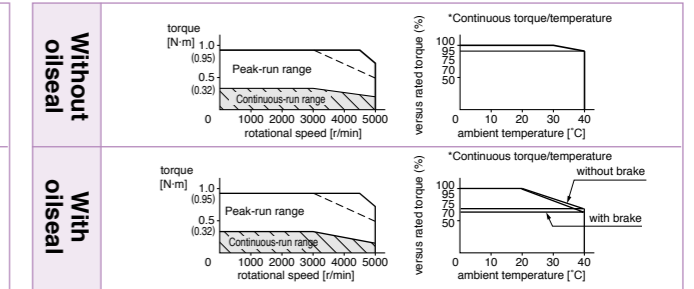 Without
oilseal
torque
[N·m]
1.0
(0.95)
0.5
(0.32)
Peak-run range
Continuous-run range
0 1000 2000 3000 4000 5000
rotational speed [r/min]
*Continuous torque/temperature
versus rated torque (%)
100
95
75
70
50
0 10 20 30 40
ambient temperature [˚C]
With
oilseal
torque
[N·m]
1.0
(0.95)
0.5
(0.32)
Peak-run range
Continuous-run range
0 1000 2000 3000 4000 5000
rotational speed [r/min]
*Continuous torque/temperature
without brake
versus rated torque (%)
100
95
75
70
50
with brake
0 10 20 30 40
ambient temperature [˚C]